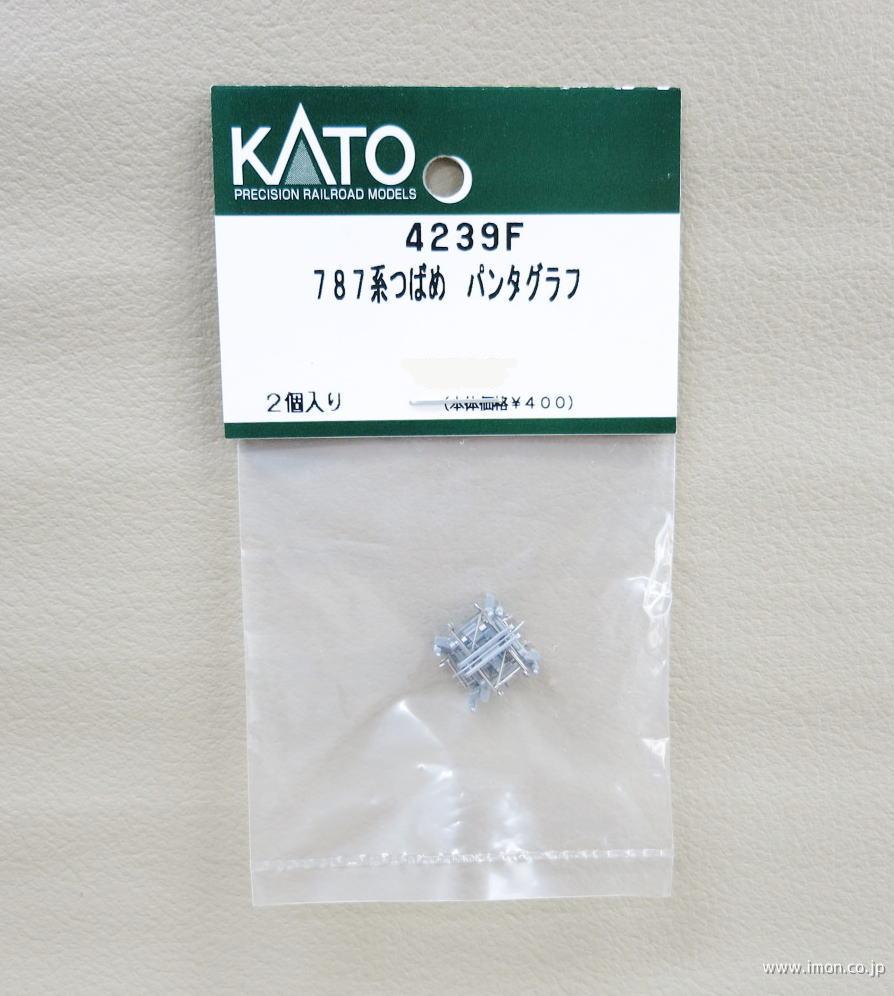 KATO
PRECISION RAILROAD MODELS
4239F
787系つばめ パンタグラフ
2個入り (本体価格¥400)
www.imon.co.jp